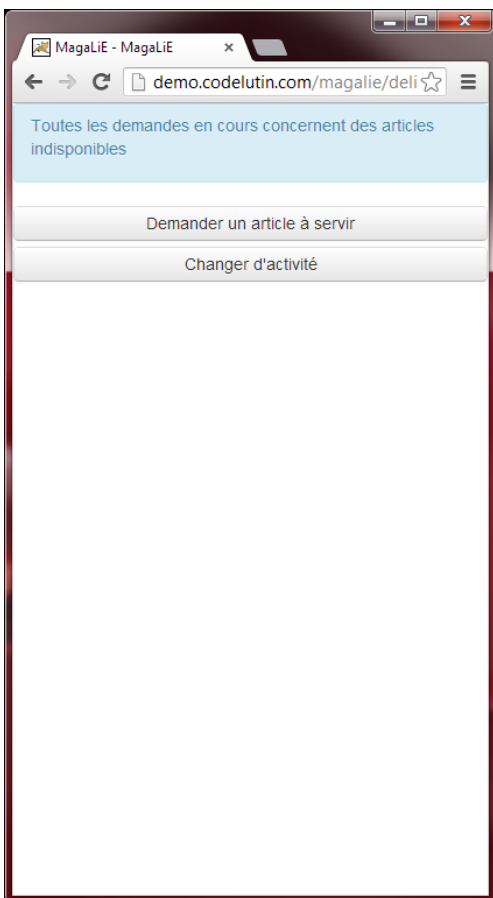 MagaLiE - MagaLiE
demo.codelutin.com/magalie/deli
Toutes les demandes en cours concernent des articles
indisponibles
Demander un article à servir
Changer d'activité